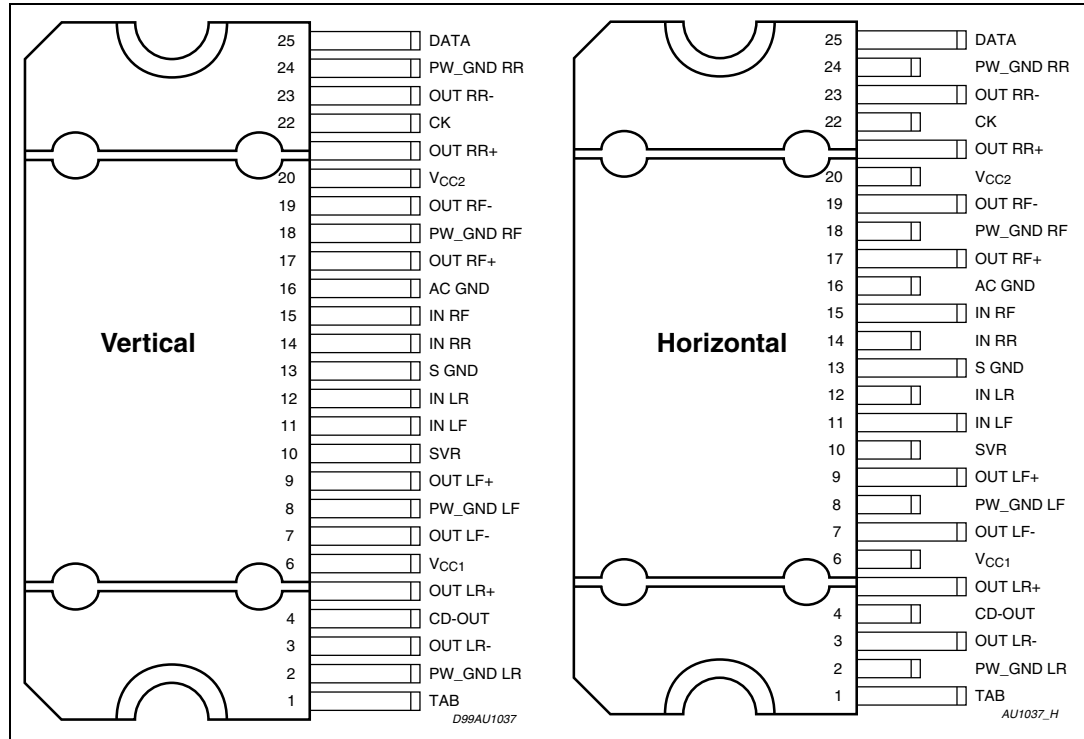 25 DATA
24 PW_GND RR
23 OUT RR-
22 CK
OUT RR+
20 VCC2
19 OUT RF-
18 PW_GND RF
17 OUT RF+
16 AC GND
15 IN RF
14 IN RR
13 S GND
12 IN LR
11 IN LF
10 SVR
9 OUT LF+
8 PW_GND LF
7 OUT LF-
6 VCC1
OUT LR+
4 CD-OUT
3 OUT LR-
2 PW_GND LR
1 TAB
Vertical
D99AU1037
25 DATA
24 PW_GND RR
23 OUT RR-
22 CK
OUT RR+
20 VCC2
19 OUT RF-
18 PW_GND RF
17 OUT RF+
16 AC GND
15 IN RF
14 IN RR
13 S GND
12 IN LR
11 IN LF
10 SVR
9 OUT LF+
8 PW_GND LF
7 OUT LF-
6 VCC1
OUT LR+
4 CD-OUT
3 OUT LR-
2 PW_GND LR
1 TAB
Horizontal
AU1037_H